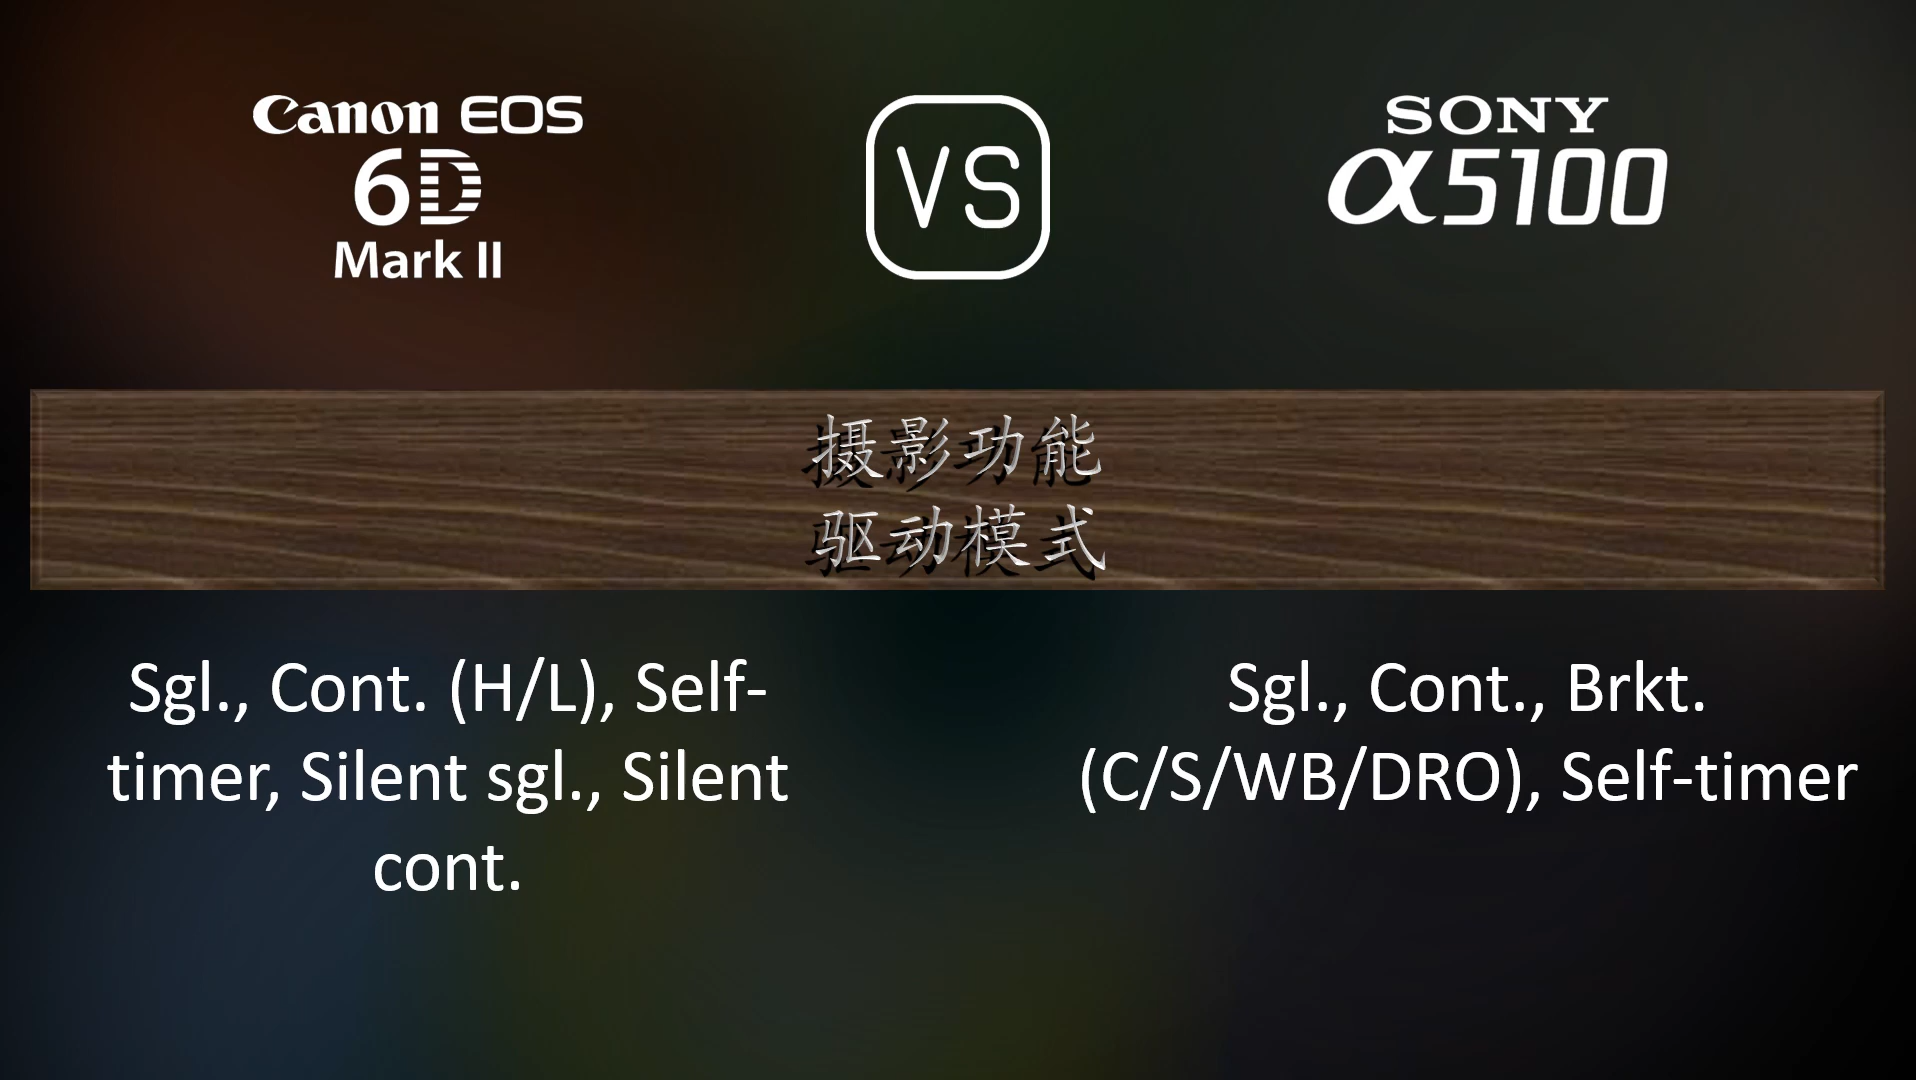 Canon EOS
6D
Mark II
VS
SONY
α5100
摄影功能
驱动模式
Sgl., Cont. (H/L), Self-
timer, Silent sgl., Silent
cont.
Sgl., Cont., Brkt.
(C/S/WB/DRO), Self-timer